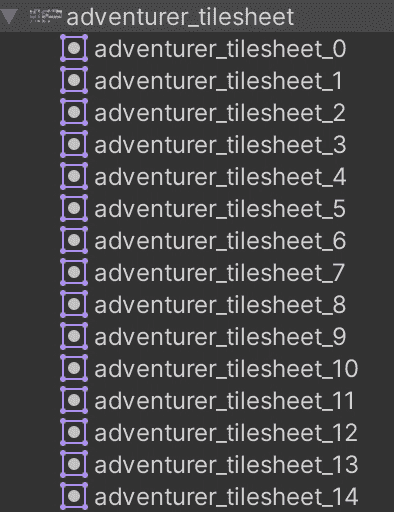 adventurer_tilesheet
adventurer_tilesheet_0
adventurer_tilesheet_1
adventurer_tilesheet_2
adventurer_tilesheet_3
adventurer_tilesheet_4
adventurer_tilesheet_5
adventurer_tilesheet_6
adventurer_tilesheet_7
adventurer_tilesheet_8
adventurer_tilesheet_9
adventurer_tilesheet_10
adventurer_tilesheet_11
adventurer_tilesheet_12
adventurer_tilesheet_13
adventurer_tilesheet_14